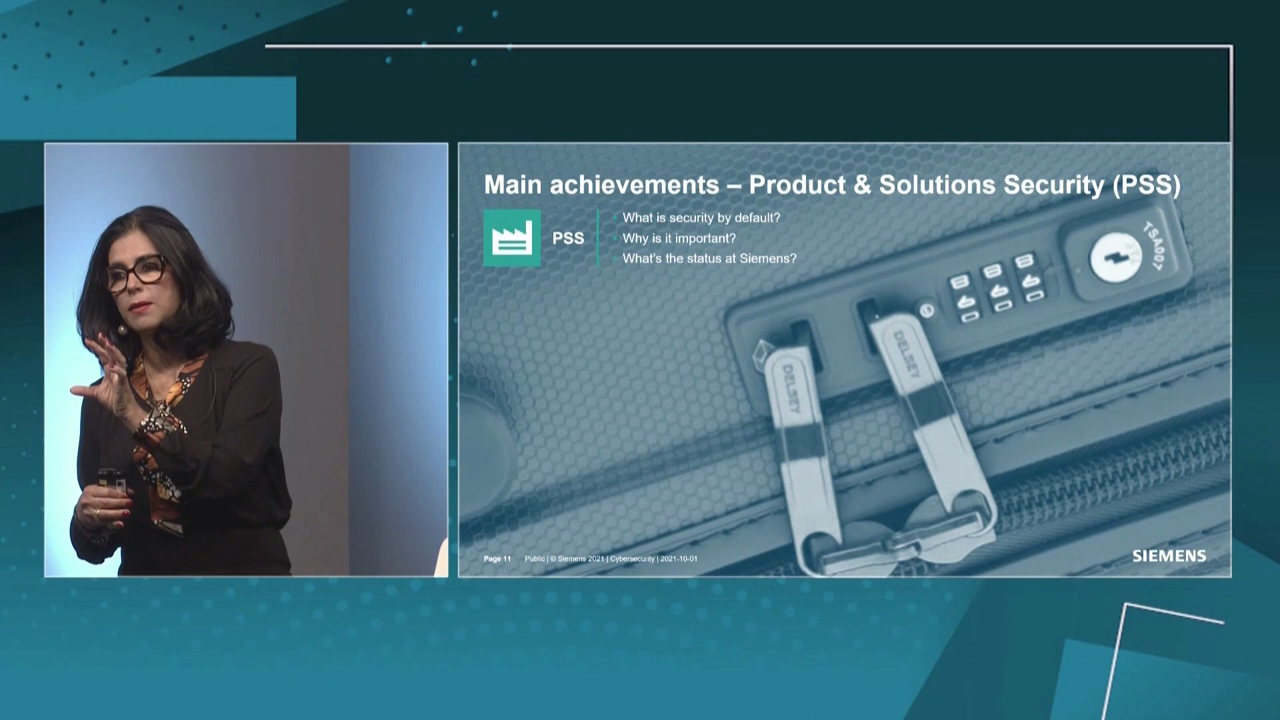 Main achievements – Product & Solutions Security (PSS)
PSS
What is security by default?
Why is it important?
What's the status at Siemens?
TSA007
DELSEY
DELSEY
Page 11 Public | © Siemens 2021 | Cybersecurity | 2021-10-01
SIEMENS